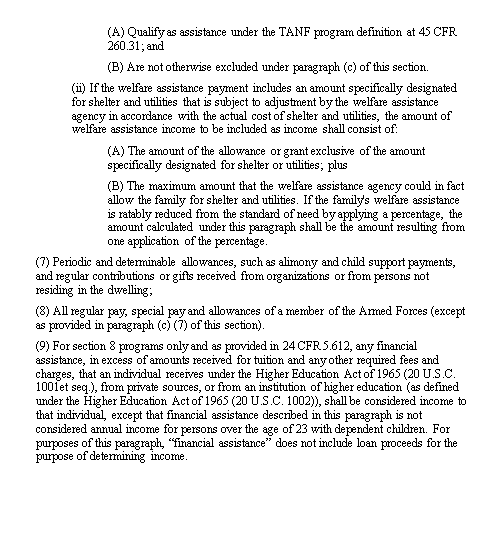 (A) Qualify as assistance under the TANF program definition at 45 CFR
260.31; and
(B) Are not otherwise excluded under paragraph (c) of this section.
(ii) If the welfare assistance payment includes an amount specifically designated
for shelter and utilities that is subject to adjustment by the welfare assistance
agency in accordance with the actual cost of shelter and utilities, the amount of
welfare assistance income to be included as income shall consist of:
(A) The amount of the allowance or grant exclusive of the amount
specifically designated for shelter or utilities; plus
(B) The maximum amount that the welfare assistance agency could in fact
allow the family for shelter and utilities. If the family's welfare assistance
is ratably reduced from the standard of need by applying a percentage, the
amount calculated under this paragraph shall be the amount resulting from
one application of the percentage.
(7) Periodic and determinable allowances, such as alimony and child support payments,
and regular contributions or gifts received from organizations or from persons not
residing in the dwelling;
(8) All regular pay, special pay and allowances of a member of the Armed Forces (except
as provided in paragraph (c) (7) of this section).
(9) For section 8 programs only and as provided in 24 CFR 5.612, any financial
assistance, in excess of amounts received for tuition and any other required fees and
charges, that an individual receives under the Higher Education Act of 1965 (20 U.S.C.
1001et seq.), from private sources, or from an institution of higher education (as defined
under the Higher Education Act of 1965 (20 U.S.C. 1002)), shall be considered income to
that individual, except that financial assistance described in this paragraph is not
considered annual income for persons over the age of 23 with dependent children. For
purposes of this paragraph, “financial assistance” does not include loan proceeds for the
purpose of determining income.